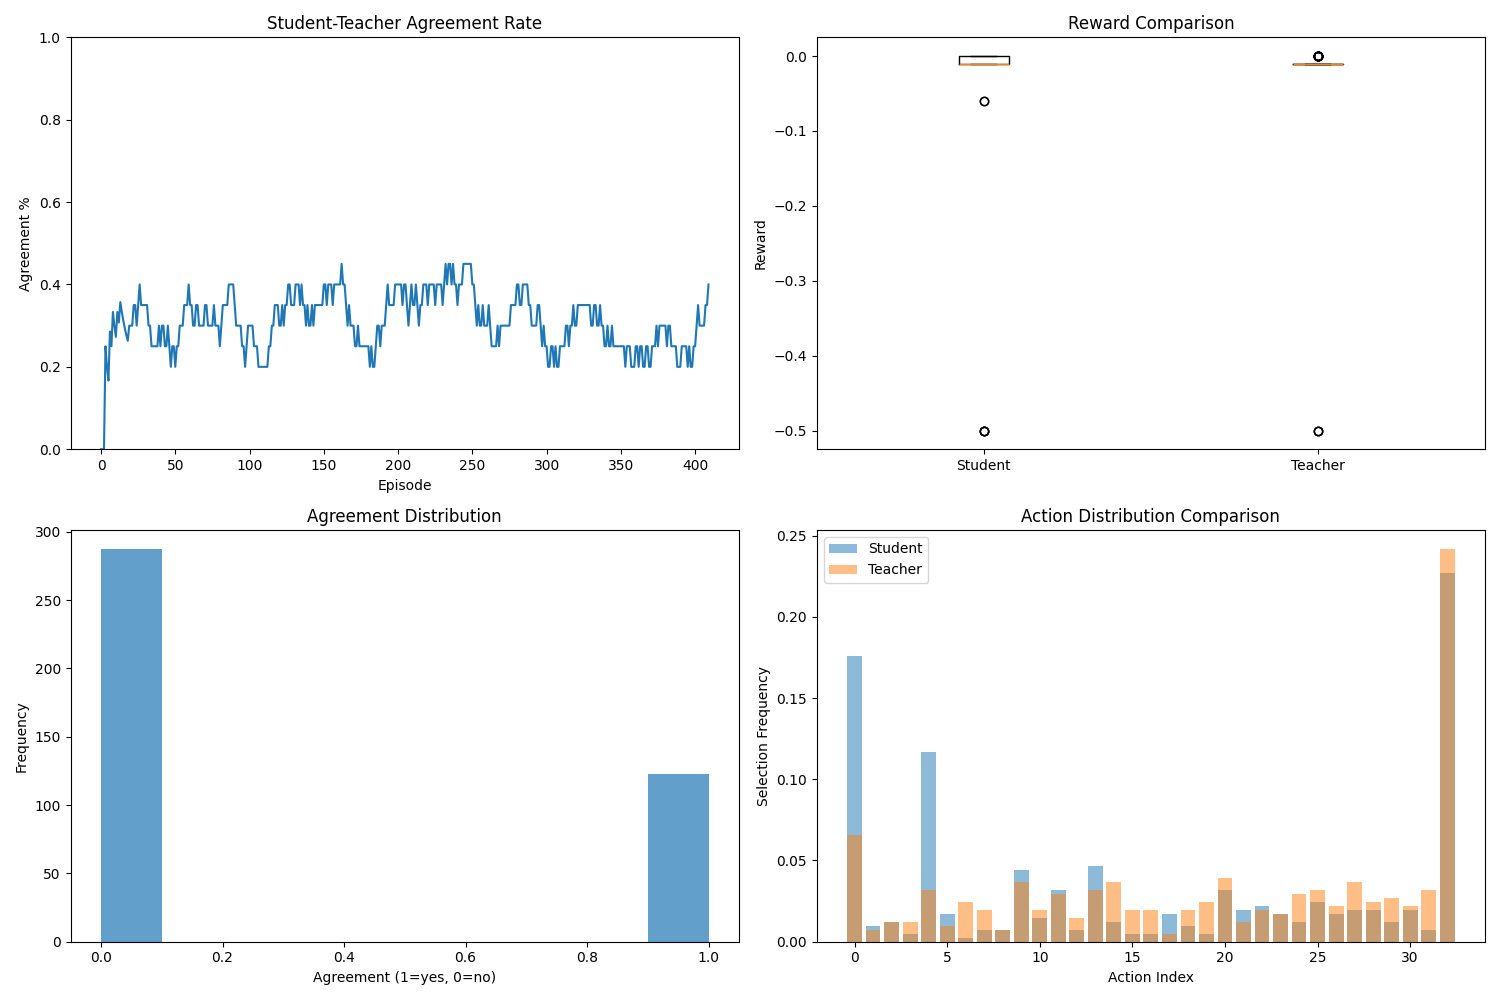 Student-Teacher Agreement Rate
1.0
0.8
0.6
0.4
0.2
0.0
Agreement %
0 50 100 150 200 250 300 350 400
Episode
Reward Comparison
0.0
−0.1
−0.2
−0.3
−0.4
−0.5
Reward
Student Teacher
Agreement Distribution
300
250
200
150
100
50
0
Frequency
0.0 0.2 0.4 0.6 0.8 1.0
Agreement (1=yes, 0=no)
Action Distribution Comparison
Student
Teacher
0.25
0.20
0.15
0.10
0.05
0.00
Selection Frequency
0 5 10 15 20 25 30
Action Index